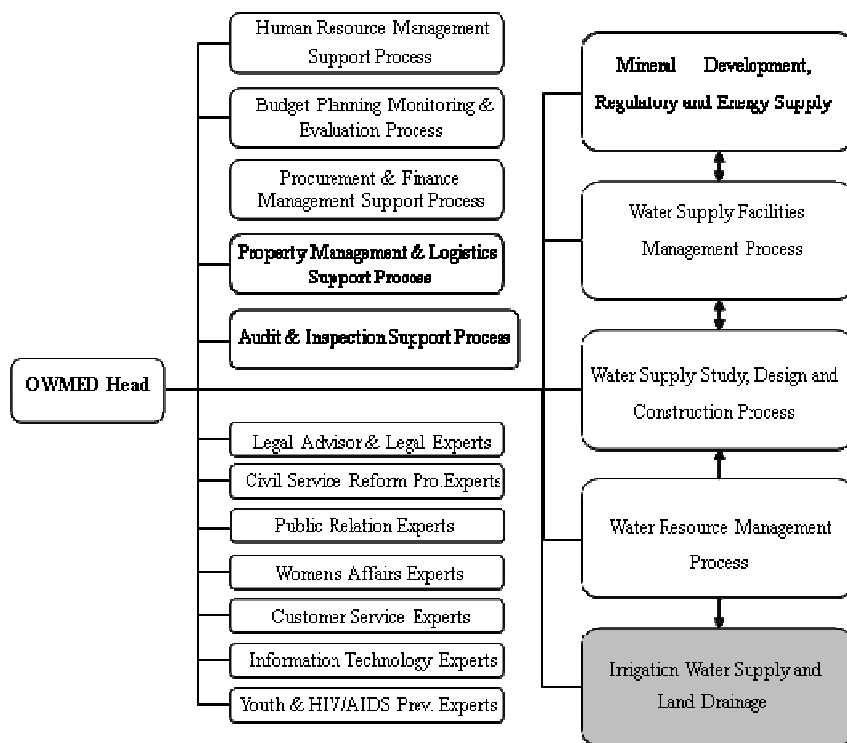 Human Resource Management
Support Process
Budget Planning Monitoring &
Evaluation Process
Procurement & Finance
Management Support Process
Property Management & Logistics
Support Process
Audit & Inspection Support Process
OWMED Head
Legal Advisor & Legal Experts
Civil Service Reform Pro.Experts
Public Relation Experts
Womens Affairs Experts
Customer Service Experts
Information Technology Experts
Youth & HIV/AIDS Prev. Experts
Mineral Development,
Regulatory and Energy Supply
Water Supply Facilities
Management Process
Water Supply Study, Design and
Construction Process
Water Resource Management
Process
Irrigation Water Supply and
Land Drainage